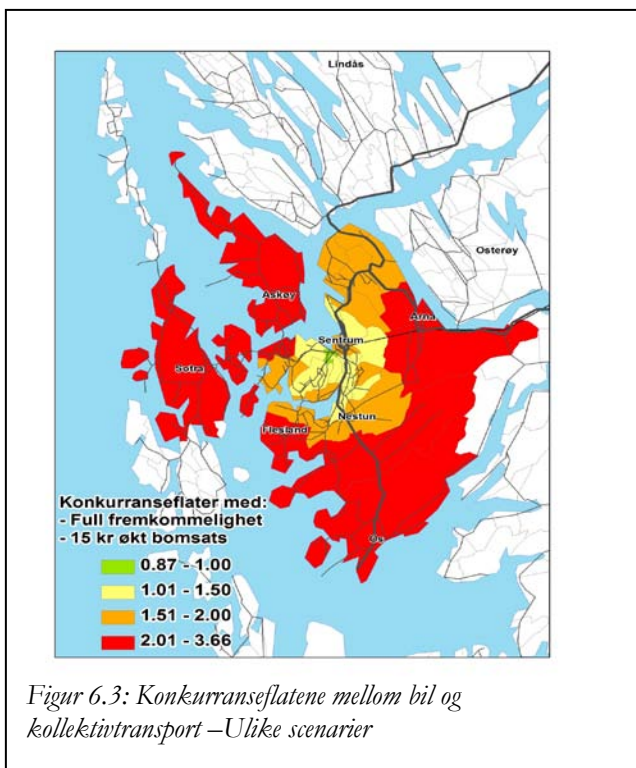 Lindås
Osterøy
Askøy
Arna
Sentrum
Sotra
Nestun
Flesland
Os
Konkurranseflater med:
- Full fremkommelighet
- 15 kr økt bomsats
0.87 - 1.00
1.01 - 1.50
1.51 - 2.00
2.01 - 3.66
Figur 6.3: Konkurranseflatene mellom bil og
kollektivtransport –Ulike scenarier